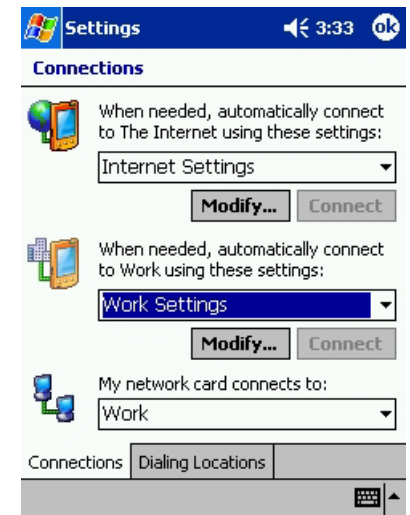 Settings 3:33 ok
Connections
When needed, automatically connect
to The Internet using these settings:
Internet Settings
Modify... Connect
When needed, automatically connect
to Work using these settings:
Work Settings
Modify... Connect
My network card connects to:
Work
Connections Dialing Locations